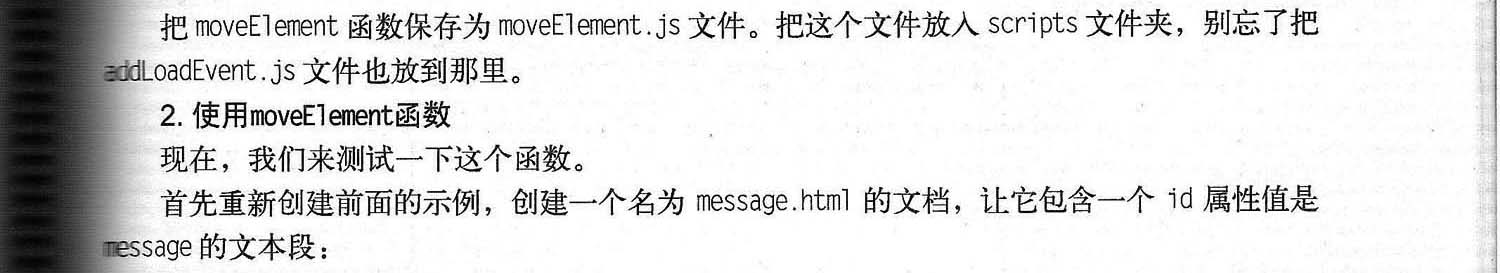 把 moveElement 函数保存为 moveElement.js 文件。把这个文件放入 scripts 文件夹，别忘了把
addLoadEvent.js 文件也放到那里。
2. 使用moveElement函数
现在，我们来测试一下这个函数。
首先重新创建前面的示例，创建一个名为 message.html 的文档，让它包含一个 id 属性值是
message 的文本段：